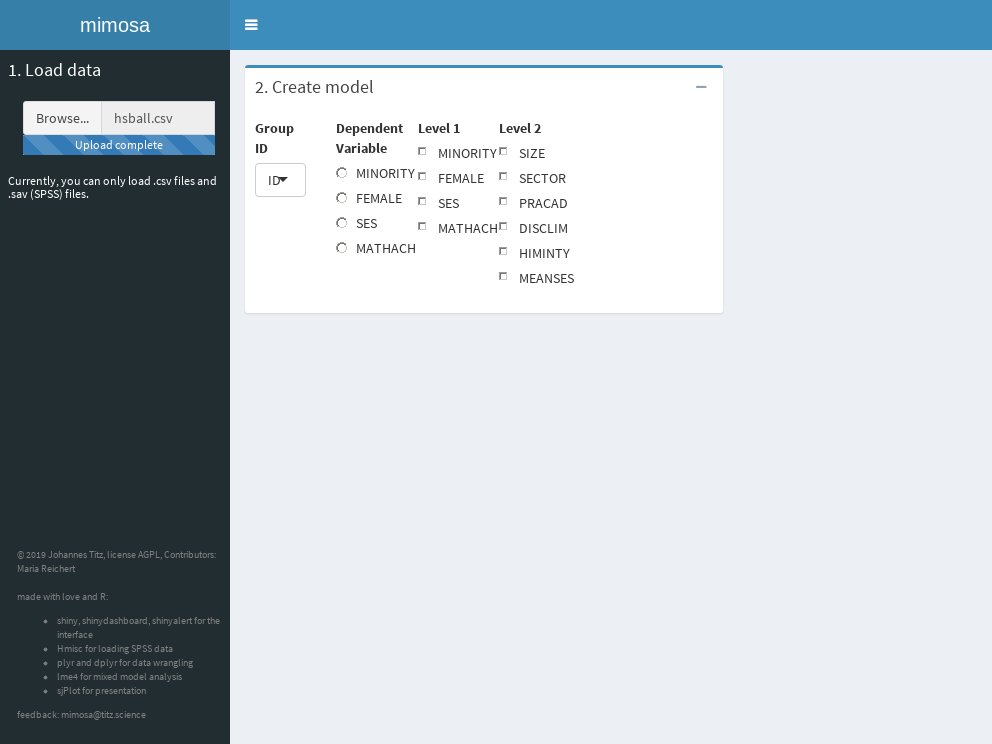 mimosa
1. Load data
Browse... hsball.csv
Upload complete
Currently, you can only load .csv files and
.sav (SPSS) files.
2. Create model
Group
ID
ID
Dependent
Variable
MINORITY
FEMALE
SES
MATHACH
Level 1
MINORITY
FEMALE
SES
MATHACH
Level 2
SIZE
SECTOR
PRACAD
DISCLIM
HIMINTY
MEANSES
© 2019 Johannes Titz, license AGPL, Contributors:
Maria Reichert
made with love and R:
shiny, shinydashboard, shinyalert for the
interface
Hmisc for loading SPSS data
plyr and dplyr for data wrangling
lme4 for mixed model analysis
sjPlot for presentation
feedback: mimosa@titz.science